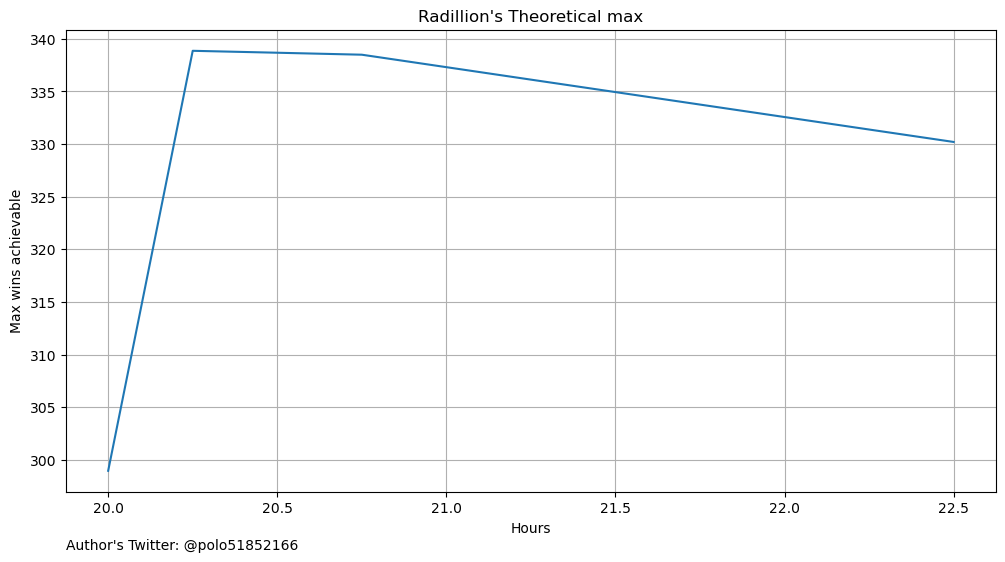 Radillion's Theoretical max
340
335
330
325
320
315
310
305
300
Max wins achievable
20.0 20.5 21.0 21.5 22.0 22.5
Hours
Author's Twitter: @polo51852166